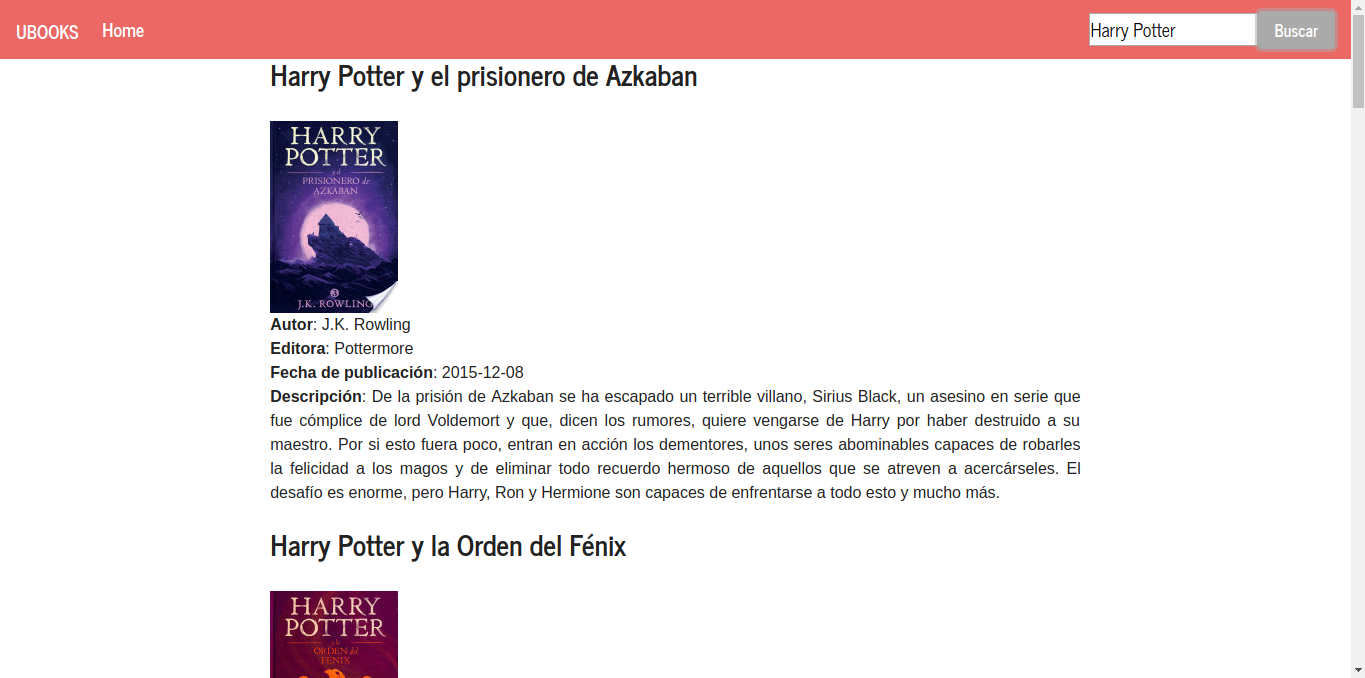 UBOOKS Home Harry Potter Buscar
Harry Potter y el prisionero de Azkaban
HARRY
POTTER
y el
PRISIONERO de
AZKABAN
3
J.K. ROWLING
Autor: J.K. Rowling
Editora: Pottermore
Fecha de publicación: 2015-12-08
Descripción: De la prisión de Azkaban se ha escapado un terrible villano, Sirius Black, un asesino en serie que
fue cómplice de lord Voldemort y que, dicen los rumores, quiere vengarse de Harry por haber destruido a su
maestro. Por si esto fuera poco, entran en acción los dementores, unos seres abominables capaces de robarles
la felicidad a los magos y de eliminar todo recuerdo hermoso de aquellos que se atreven a acercárseles. El
desafío es enorme, pero Harry, Ron y Hermione son capaces de enfrentarse a todo esto y mucho más.
Harry Potter y la Orden del Fénix
HARRY
POTTER
y la
ORDEN del
FÉNIX